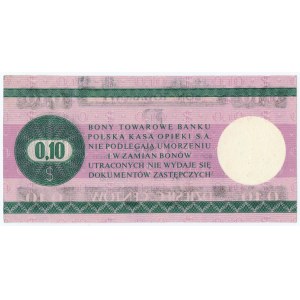 BONY TOWAROWE BANKU
POLSKA KASA OPIEKI S.A.
NIE PODLEGAJĄ UMORZENIU
I W ZAMIAN BONÓW
UTRACONYCH NIE WYDAJE SIĘ
DOKUMENTÓW ZASTĘPCZYCH
0,10
$